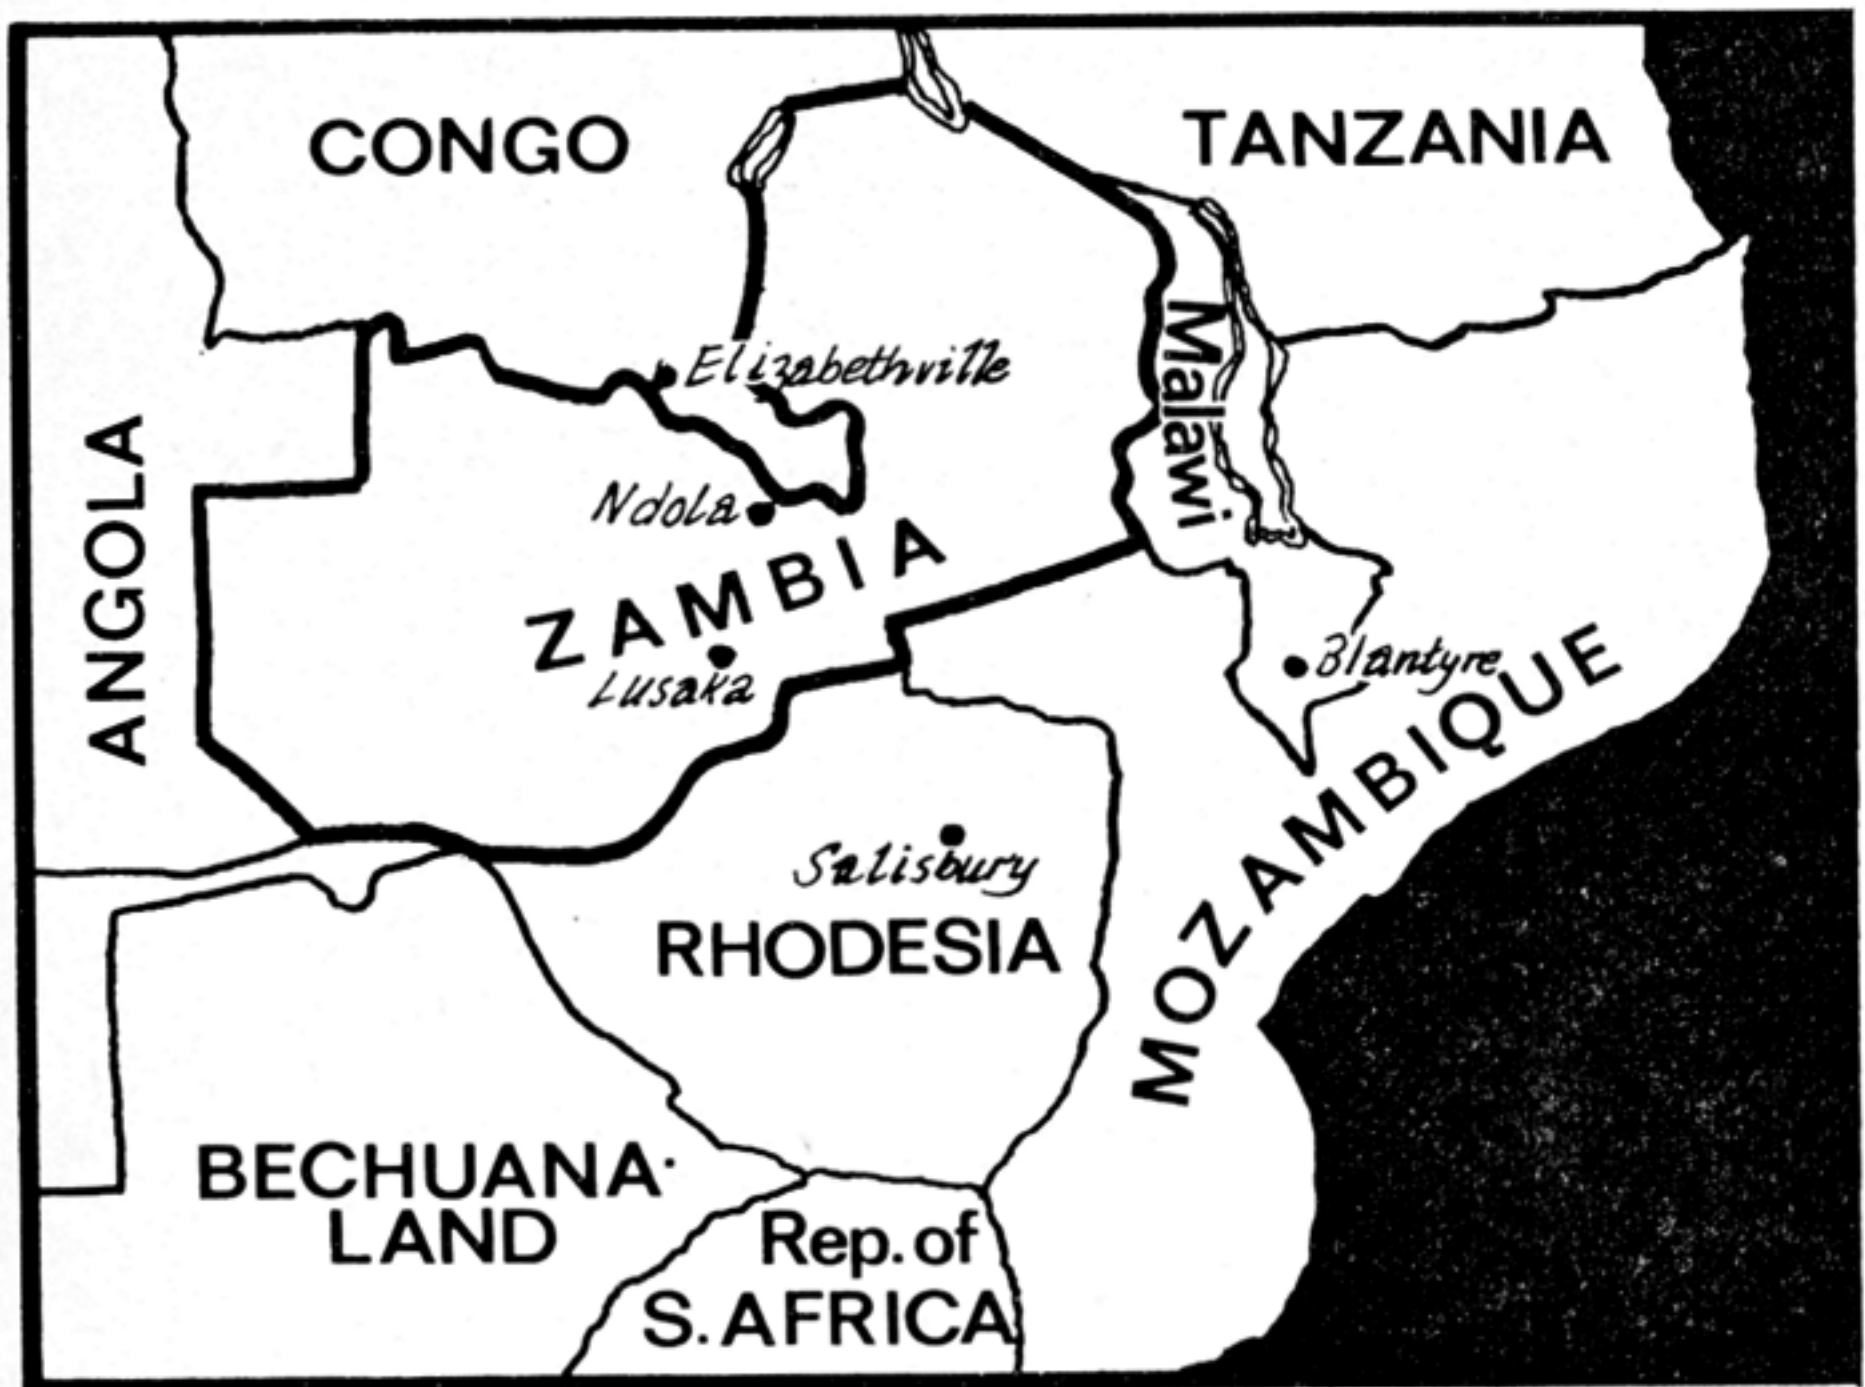 CONGO
TANZANIA
Malawi
Elizabethville
ANGOLA
Ndola
ZAMBIA
Lusaka
Blantyre
MOZAMBIQUE
Salisbury
RHODESIA
BECHUANA-
LAND
Rep. of
S. AFRICA